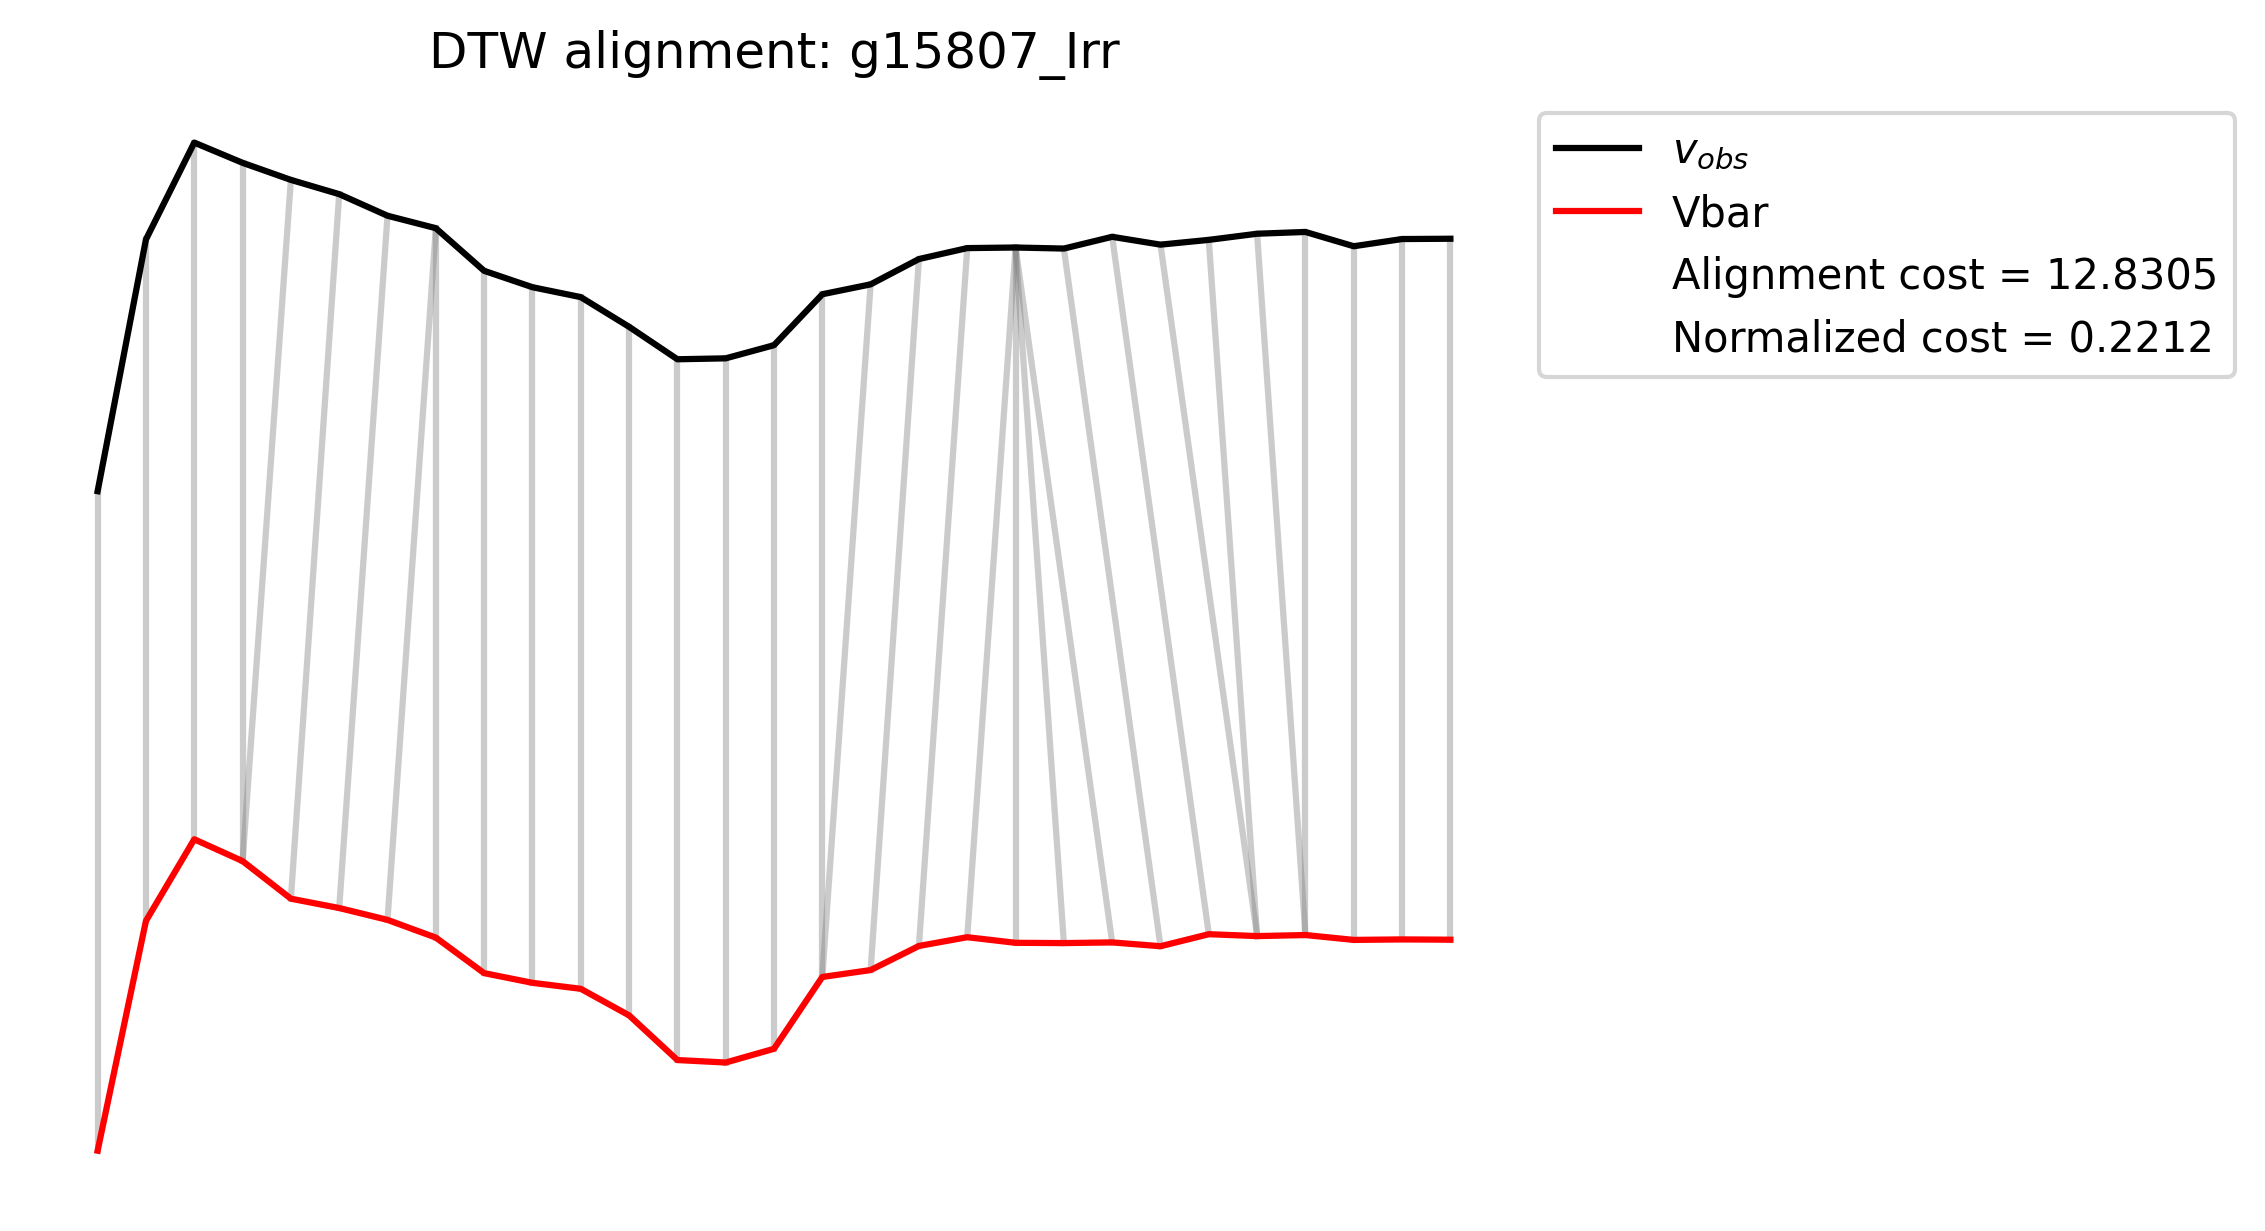 DTW alignment: g15807_Irr
v_obs
Vbar
Alignment cost = 12.8305
Normalized cost = 0.2212